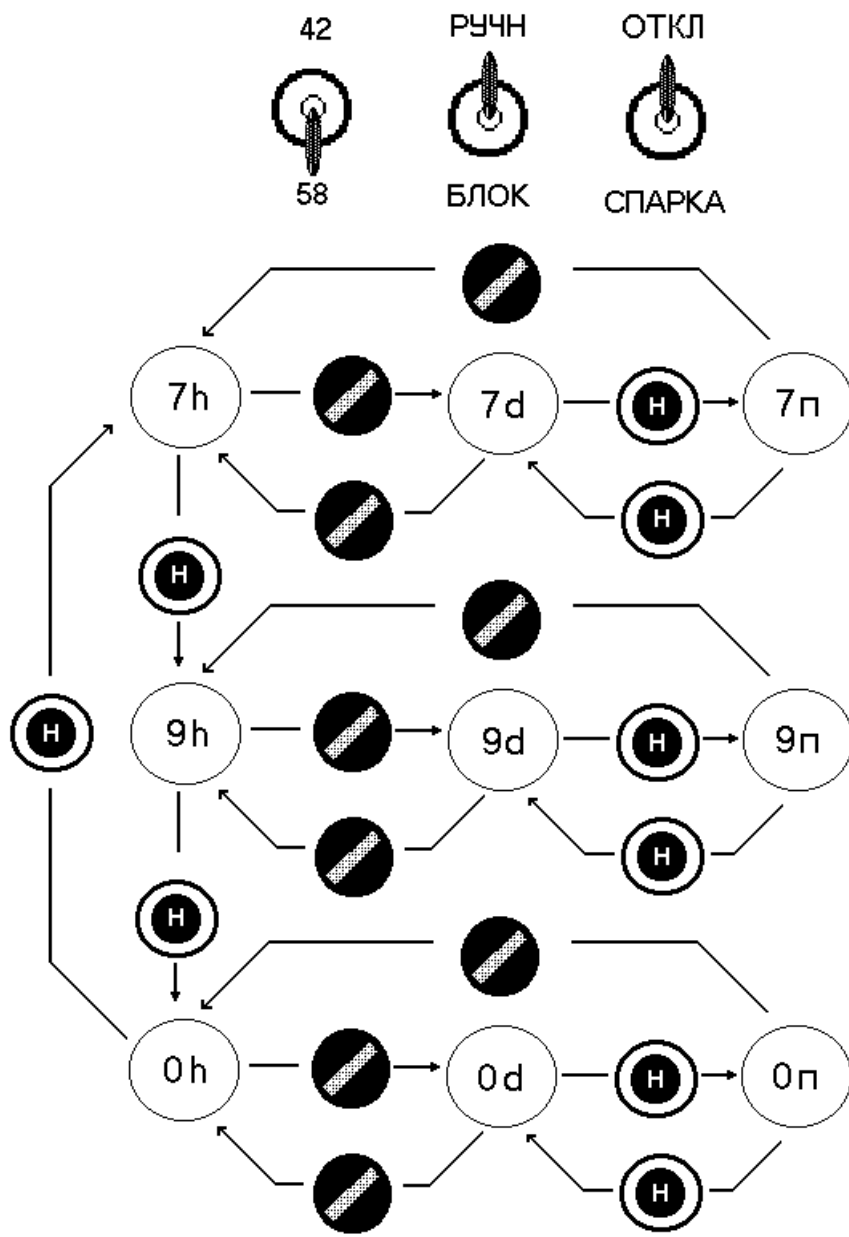 42 РУЧН ОТКЛ
58 БЛОК СПАРКА
7h 7d Н 7п
Н
Н
9h 9d Н 9п
Н
Н
Н
0h 0d Н 0п
Н